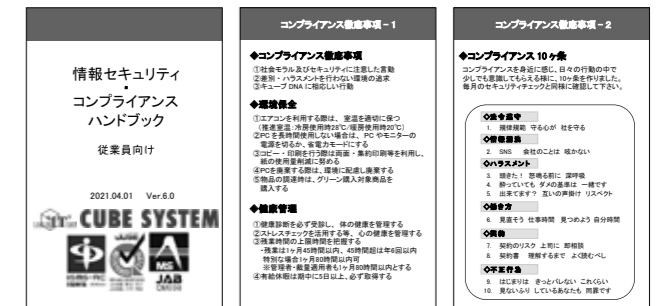 情報セキュリティ
・
コンプライアンス
ハンドブック
従業員向け
2021.04.01 Ver.6.0
CUBE SYSTEM
JAB
コンプライアンス徹底事項－1
◆コンプライアンス徹底事項
①社会モラル及びセキュリティに注意した言動
②差別・ハラスメントを行わない環境の追求
③キューブ DNA に相応しい行動
◆環境保全
①エアコンを利用する際は、室温を適切に保つ
（推進室温：冷房使用時28℃/暖房使用時20℃）
②PCを長時間使用しない場合は、PC やモニターの
電源を切るか、省電力モードにする
③コピー・印刷を行う際は両面・集約印刷等を利用し、
紙の使用量削減に努める
④PCを廃棄する際は、環境に配慮し廃棄する
⑤物品の調達時は、グリーン購入対象商品を
購入する
◆健康管理
①健康診断を必ず受診し、体の健康を管理する
②ストレスチェックを活用する等、心の健康を管理する
③残業時間の上限時間を把握する
・残業は1ヶ月45時間以内、45時間超は年6回以内
特別な場合1ヶ月80時間以内可
※管理者・裁量適用者も1ヶ月80時間以内とする
④有給休暇は期中に5日以上、必ず取得する
コンプライアンス徹底事項－2
◆コンプライアンス 10ヶ条
コンプライアンスを身近に感じ、日々の行動の中で
少しでも意識してもらえる様に、10ヶ条を作りました。
毎月のセキュリティチェックと同様に確認して下さい。
◇法令遵守
1. 規律規範 守る心が 社を守る
◇情報漏洩
2. SNS 会社のことは 呟かない
◇ハラスメント
3. 頭きた！ 怒鳴る前に 深呼吸
4. 酔っていても ダメの基準は 一緒です
5. 出来てます？ 互いの声掛け リスペクト
◇働き方
6. 見直そう 仕事時間 見つめよう 自分時間
◇契約
7. 契約のリスク 上司に 即相談
8. 契約書 理解するまで よく読むべし
◇不正行為
9. はじまりは きっとバレない これくらい
10. 見ないふり しているあなたも 同罪です